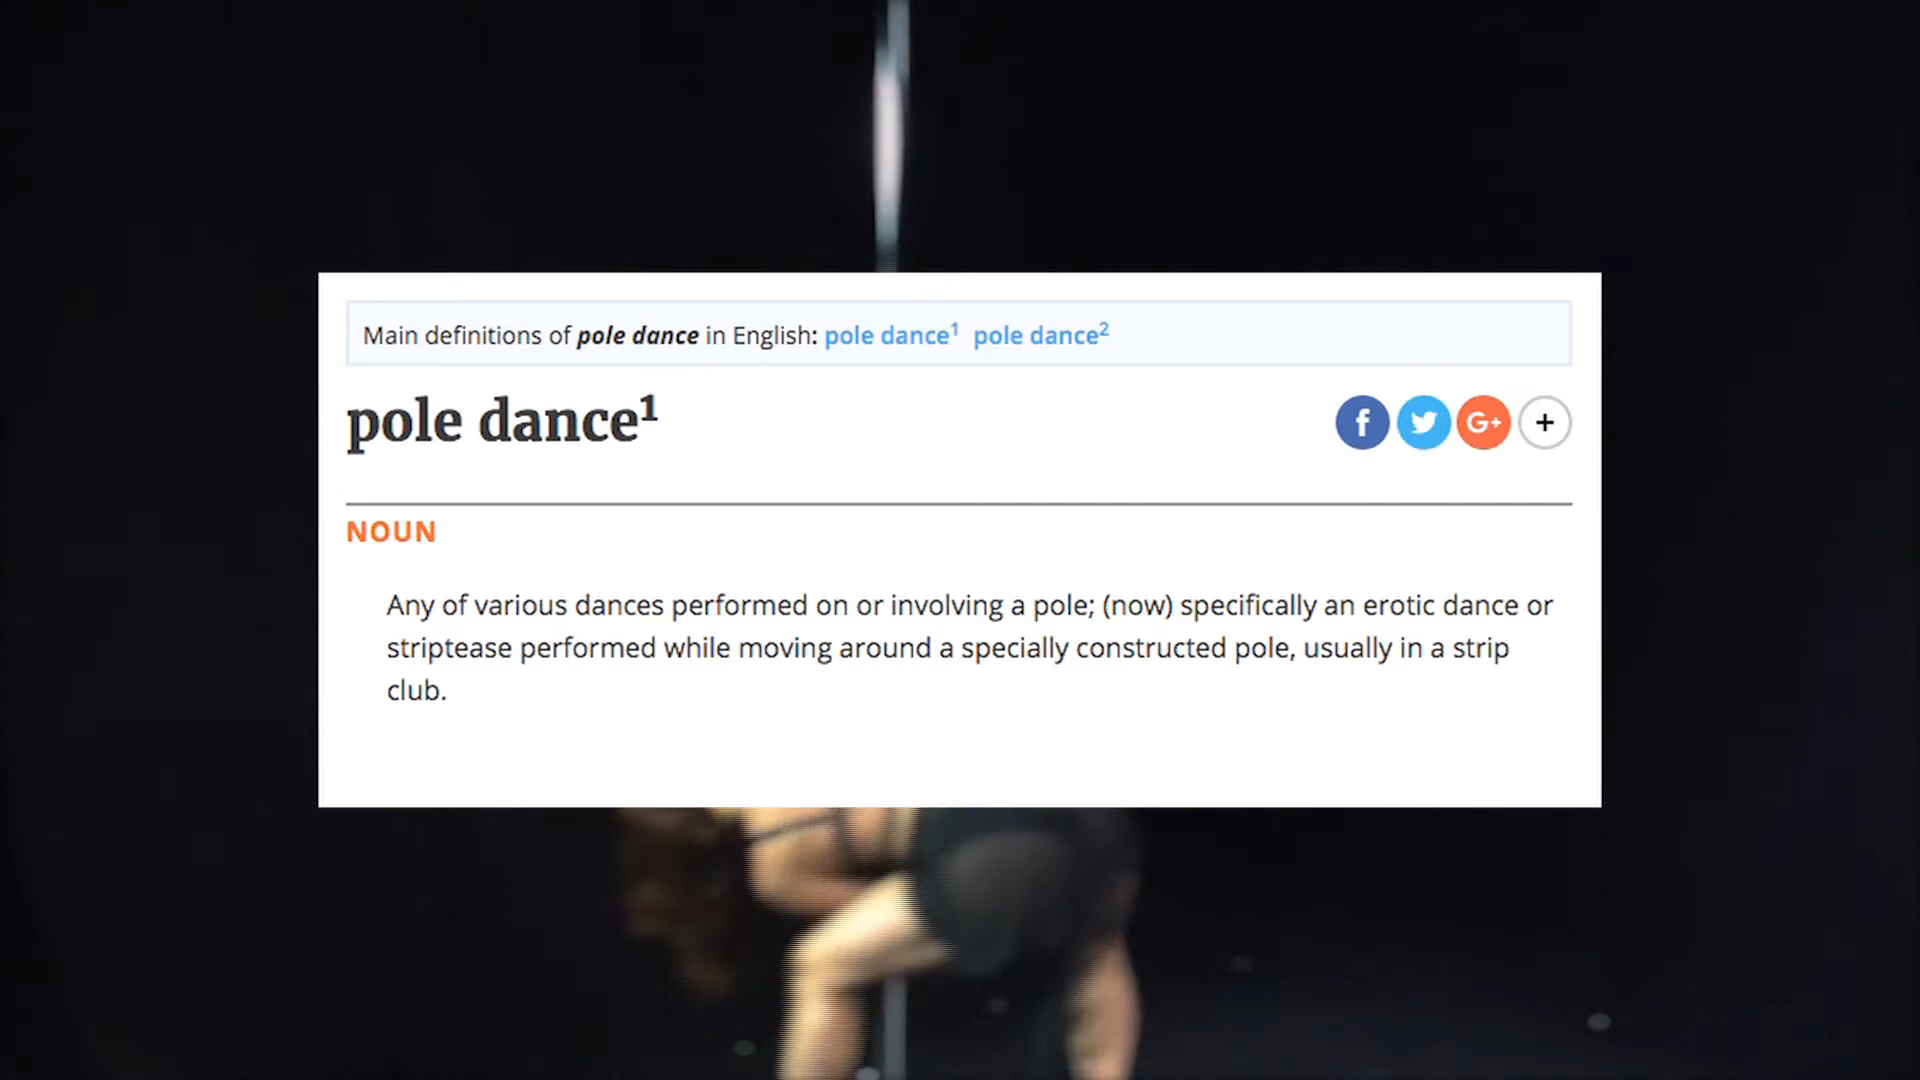 Main definitions of pole dance in English: pole dance1 pole dance2
pole dance1
f G+ +
NOUN
Any of various dances performed on or involving a pole; (now) specifically an erotic dance or
striptease performed while moving around a specially constructed pole, usually in a strip
club.